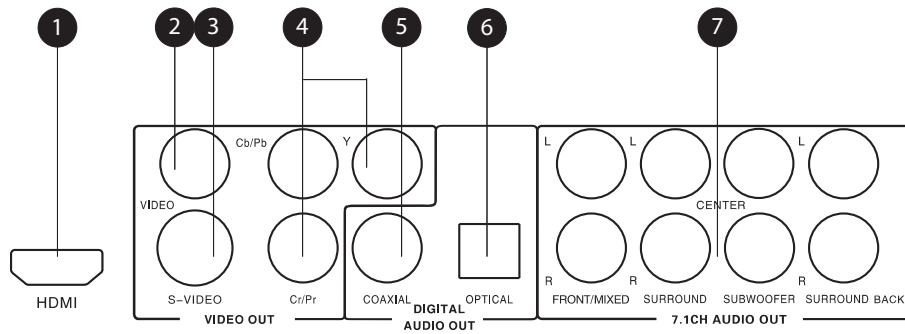 1 2 3 4 5 6 7
Cb/Pb Y L L L
VIDEO CENTER
R R R
HDMI S-VIDEO Cr/Pr COAXIAL OPTICAL FRONT/MIXED SURROUND SUBWOOFER SURROUND BACK
VIDEO OUT DIGITAL AUDIO OUT 7.1CH AUDIO OUT